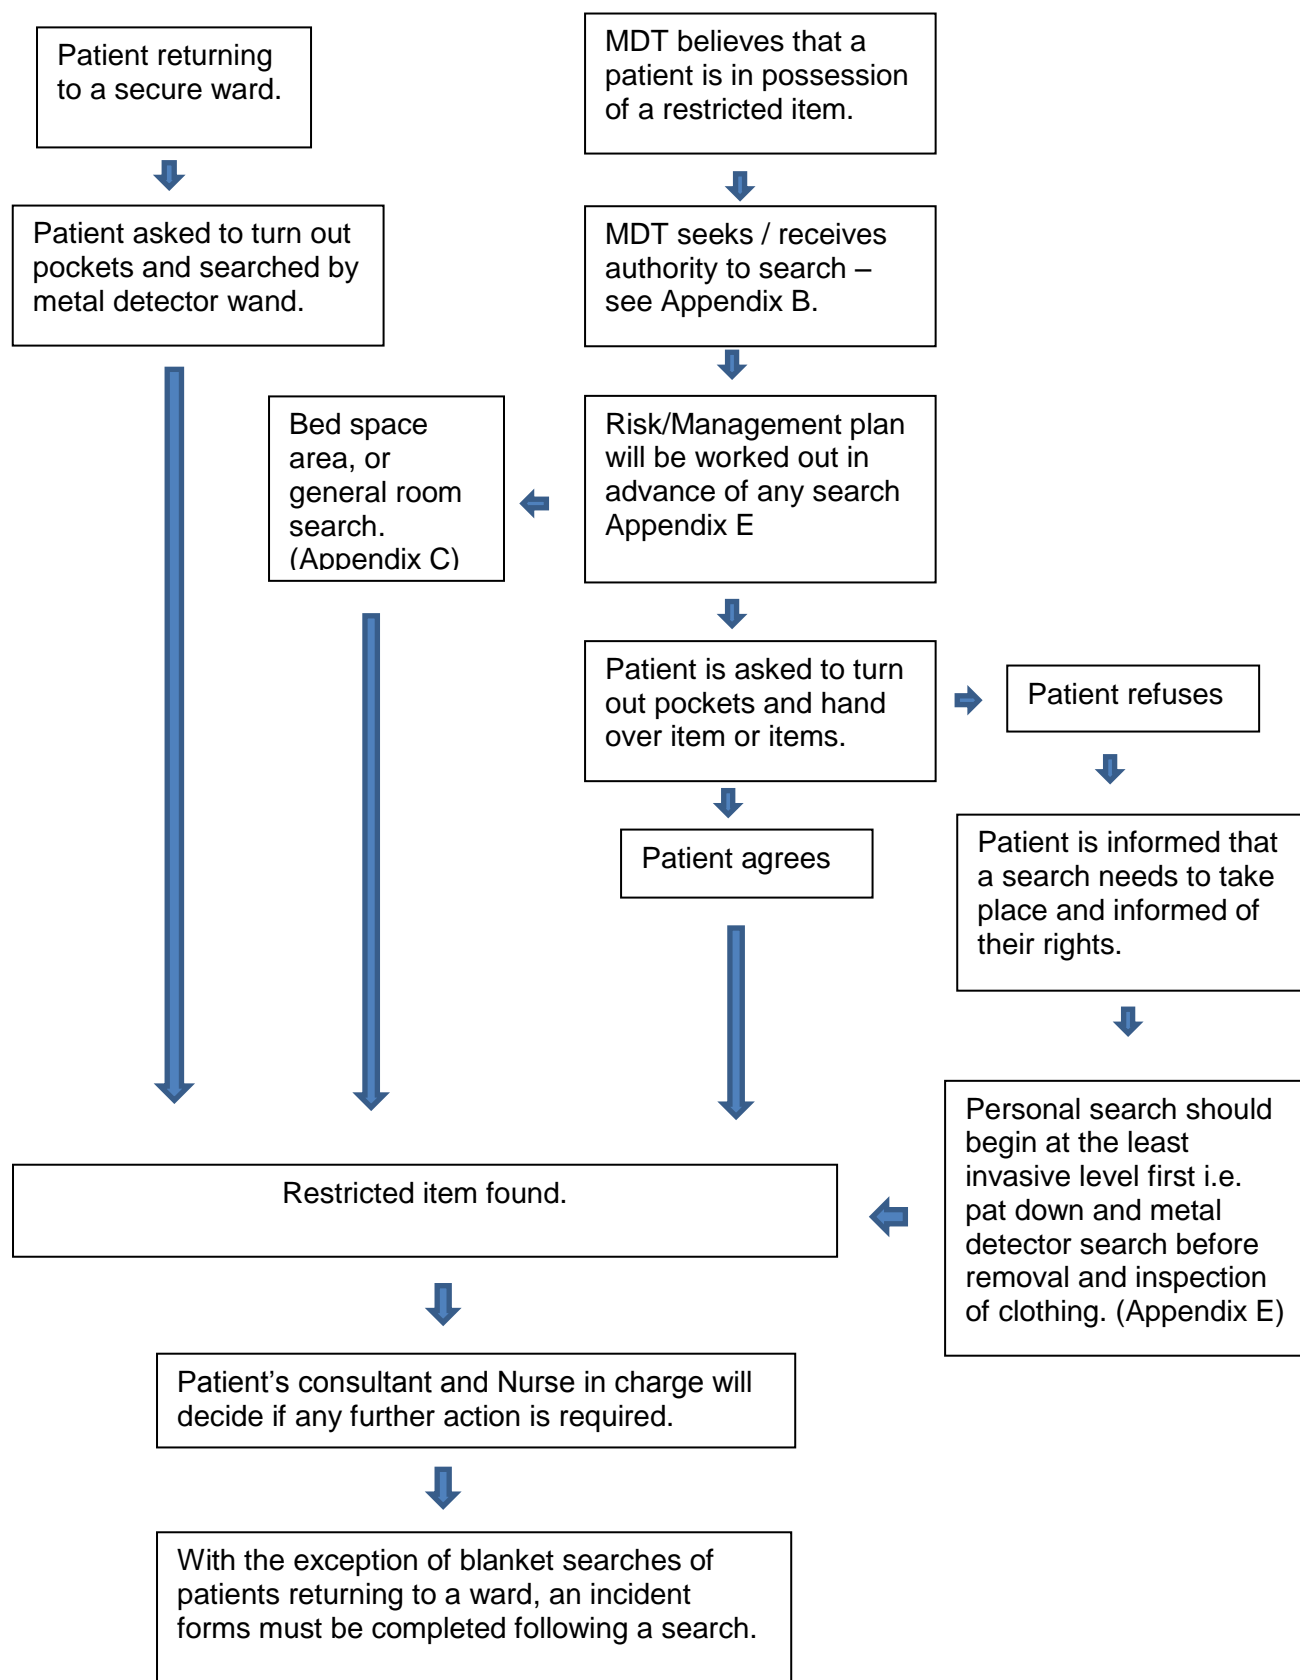 Patient returning
to a secure ward.
MDT believes that a
patient is in possession
of a restricted item.
Patient asked to turn out
pockets and searched by
metal detector wand.
MDT seeks / receives
authority to search –
see Appendix B.
Bed space
area, or
general room
search.
(Appendix C)
Risk/Management plan
will be worked out in
advance of any search
Appendix E
Patient is asked to turn
out pockets and hand
over item or items.
Patient refuses
Patient agrees
Patient is informed that
a search needs to take
place and informed of
their rights.
Personal search should
begin at the least
invasive level first i.e.
pat down and metal
detector search before
removal and inspection
of clothing. (Appendix E)
Restricted item found.
Patient’s consultant and Nurse in charge will
decide if any further action is required.
With the exception of blanket searches of
patients returning to a ward, an incident
forms must be completed following a search.